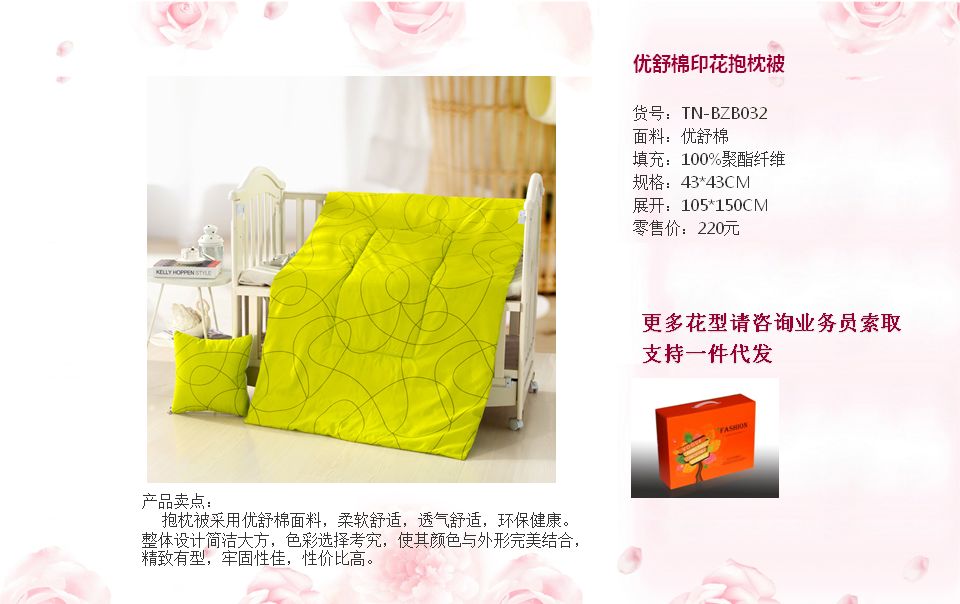 优舒棉印花抱枕被
货号：TN-BZB032
面料：优舒棉
填充：100%聚酯纤维
规格：43*43CM
展开：105*150CM
零售价：220元
更多花型请咨询业务员索取
支持一件代发
KELLY HOPPEN STYLE
FASHION
产品卖点：
抱枕被采用优舒棉面料，柔软舒适，透气舒适，环保健康。
整体设计简洁大方，色彩选择考究，使其颜色与外形完美结合，
精致有型，牢固性佳，性价比高。